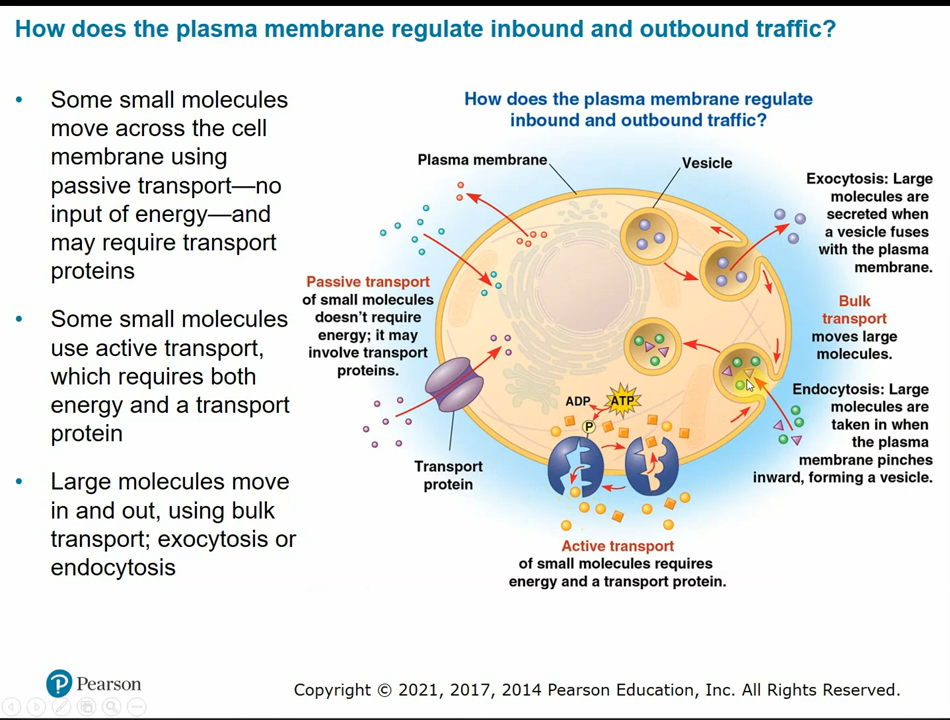 How does the plasma membrane regulate inbound and outbound traffic?
• Some small molecules
move across the cell
membrane using
passive transport—no
input of energy—and
may require transport
proteins
• Some small molecules
use active transport,
which requires both
energy and a transport
protein
• Large molecules move
in and out, using bulk
transport; exocytosis or
endocytosis
How does the plasma membrane regulate
inbound and outbound traffic?
Plasma membrane
Vesicle
Exocytosis: Large
molecules are
secreted when
a vesicle fuses
with the plasma
membrane.
Passive transport
of small molecules
doesn't require
energy; it may
involve transport
proteins.
Bulk
transport
moves large
molecules.
Endocytosis: Large
molecules are
taken in when
the plasma
membrane pinches
inward, forming a vesicle.
ADP
ATP
P
Transport
protein
Active transport
of small molecules requires
energy and a transport protein.
P Pearson
Copyright © 2021, 2017, 2014 Pearson Education, Inc. All Rights Reserved.